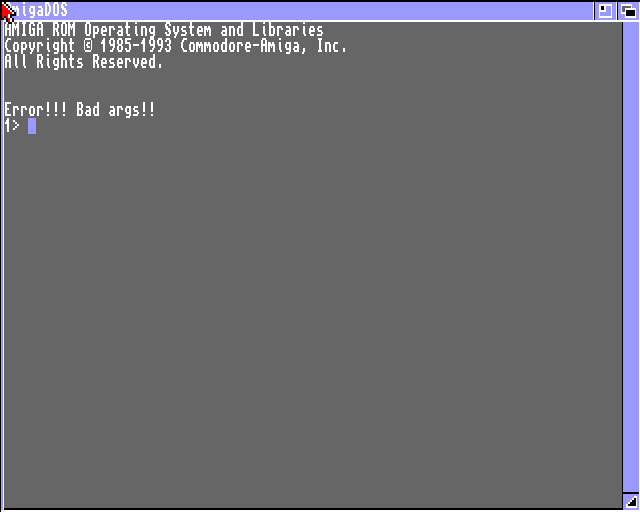 AmigaDOS
AMIGA ROM Operating System and Libraries
Copyright © 1985-1993 Commodore-Amiga, Inc.
All Rights Reserved.
Error!!! Bad args!!
1>